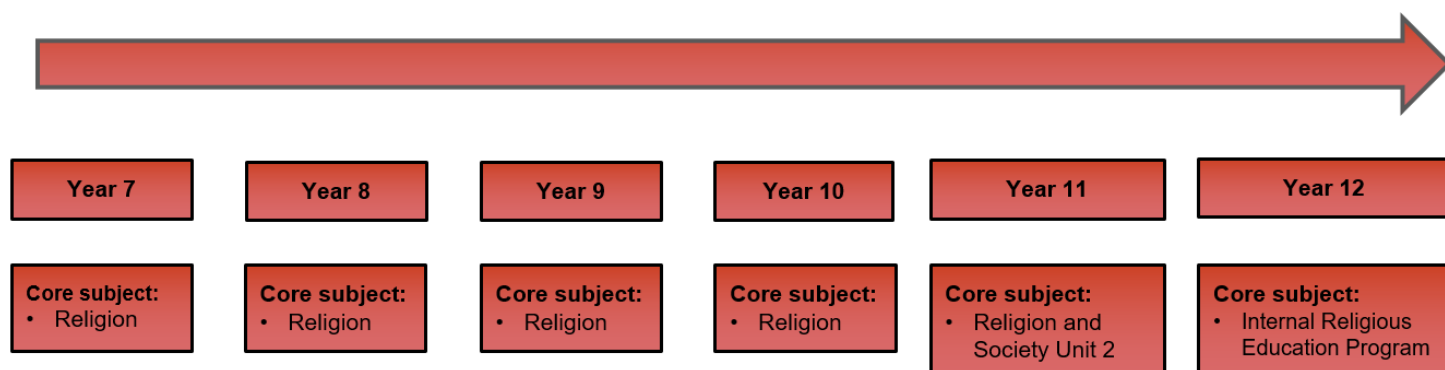 Year 7
Year 8
Year 9
Year 10
Year 11
Year 12
Core subject:
• Religion
Core subject:
• Religion
Core subject:
• Religion
Core subject:
• Religion
Core subject:
• Religion and
Society Unit 2
Core subject:
• Internal Religious
Education Program